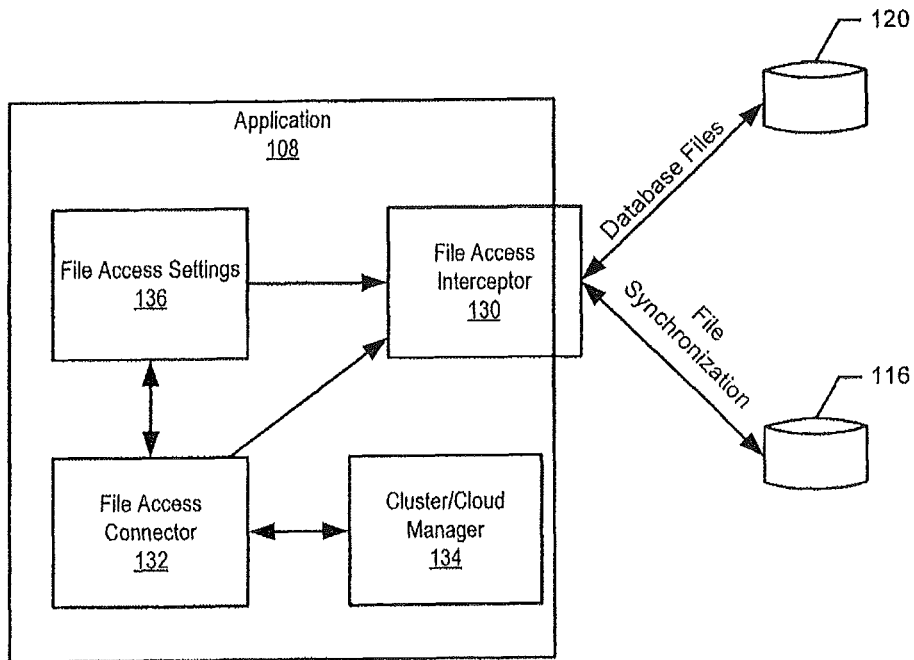 120
Application
108
File Access Settings
136
File Access
Interceptor
130
Database Files
File
Synchronization
116
File Access
Connector
132
Cluster/Cloud
Manager
134